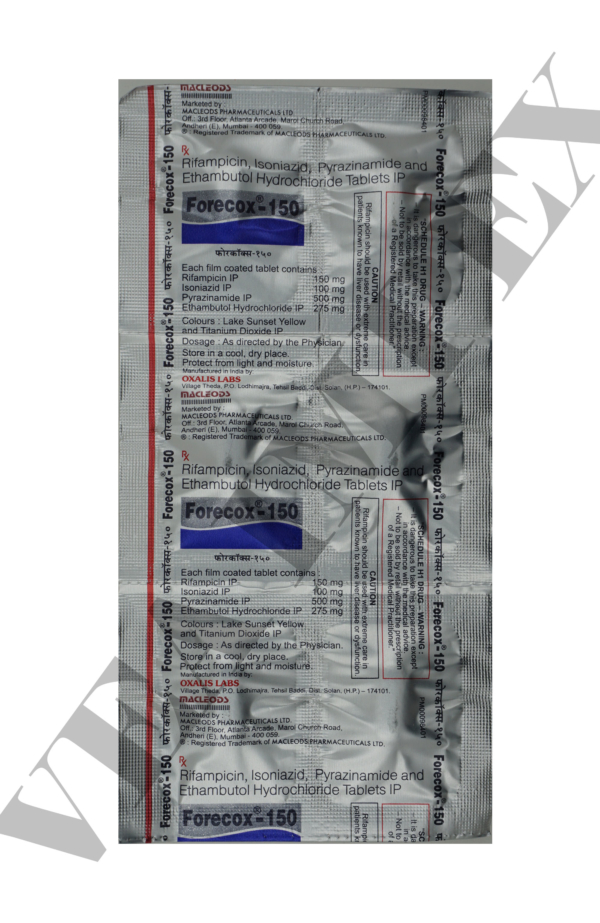 MACLEODS
Marketed by :
MACLEODS PHARMACEUTICALS LTD.
Off. : 3rd Floor, Atlanta Arcade, Marol Church Road,
Andheri (E), Mumbai - 400 059.
® : Registered Trademark of MACLEODS PHARMACEUTICALS LTD.
Rx
Rifampicin, Isoniazid, Pyrazinamide and
Ethambutol Hydrochloride Tablets IP
Forecox®-150
फोरकॉक्स-१५०
Each film coated tablet contains :
Rifampicin IP 150 mg
Isoniazid IP 100 mg
Pyrazinamide IP 500 mg
Ethambutol Hydrochloride IP 275 mg
Colours : Lake Sunset Yellow
and Titanium Dioxide IP
Dosage : As directed by the Physician.
Store in a cool, dry place.
Protect from light and moisture.
Manufactured in India by:
OXALIS LABS
Village Theda, P.O. Lodhimajra, Tehsil Baddi, Dist. Solan, (H.P.) – 174101.
CAUTION
Rifampicin should be used with extreme care in
patients known to have liver disease or dysfunction.
"SCHEDULE H1 DRUG – WARNING :
– It is dangerous to take this preparation except
in accordance with the medical advice
– Not to be sold by retail without the prescription
of a Registered Medical Practitioner"
MACLEODS
Marketed by :
MACLEODS PHARMACEUTICALS LTD.
Off. : 3rd Floor, Atlanta Arcade, Marol Church Road,
Andheri (E), Mumbai - 400 059.
® : Registered Trademark of MACLEODS PHARMACEUTICALS LTD.
Rx
Rifampicin, Isoniazid, Pyrazinamide and
Ethambutol Hydrochloride Tablets IP
Forecox®-150
फोरकॉक्स-१५०
Each film coated tablet contains :
Rifampicin IP 150 mg
Isoniazid IP 100 mg
Pyrazinamide IP 500 mg
Ethambutol Hydrochloride IP 275 mg
Colours : Lake Sunset Yellow
and Titanium Dioxide IP
Dosage : As directed by the Physician.
Store in a cool, dry place.
Protect from light and moisture.
Manufactured in India by:
OXALIS LABS
Village Theda, P.O. Lodhimajra, Tehsil Baddi, Dist. Solan, (H.P.) – 174101.
CAUTION
Rifampicin should be used with extreme care in
patients known to have liver disease or dysfunction.
"SCHEDULE H1 DRUG – WARNING :
– It is dangerous to take this preparation except
in accordance with the medical advice
– Not to be sold by retail without the prescription
of a Registered Medical Practitioner"
MACLEODS
Marketed by :
MACLEODS PHARMACEUTICALS LTD.
Off. : 3rd Floor, Atlanta Arcade, Marol Church Road,
Andheri (E), Mumbai - 400 059.
® : Registered Trademark of MACLEODS PHARMACEUTICALS LTD.
Rx
Rifampicin, Isoniazid, Pyrazinamide and
Ethambutol Hydrochloride Tablets IP
Forecox®-150
Forecox®-150 फोरकॉक्स-१५० Forecox®-150 फोरकॉक्स-१५० Forecox®-150 फोरकॉक्स-१५० Forecox®-150 फोरकॉक्स-१५० Forecox®-150